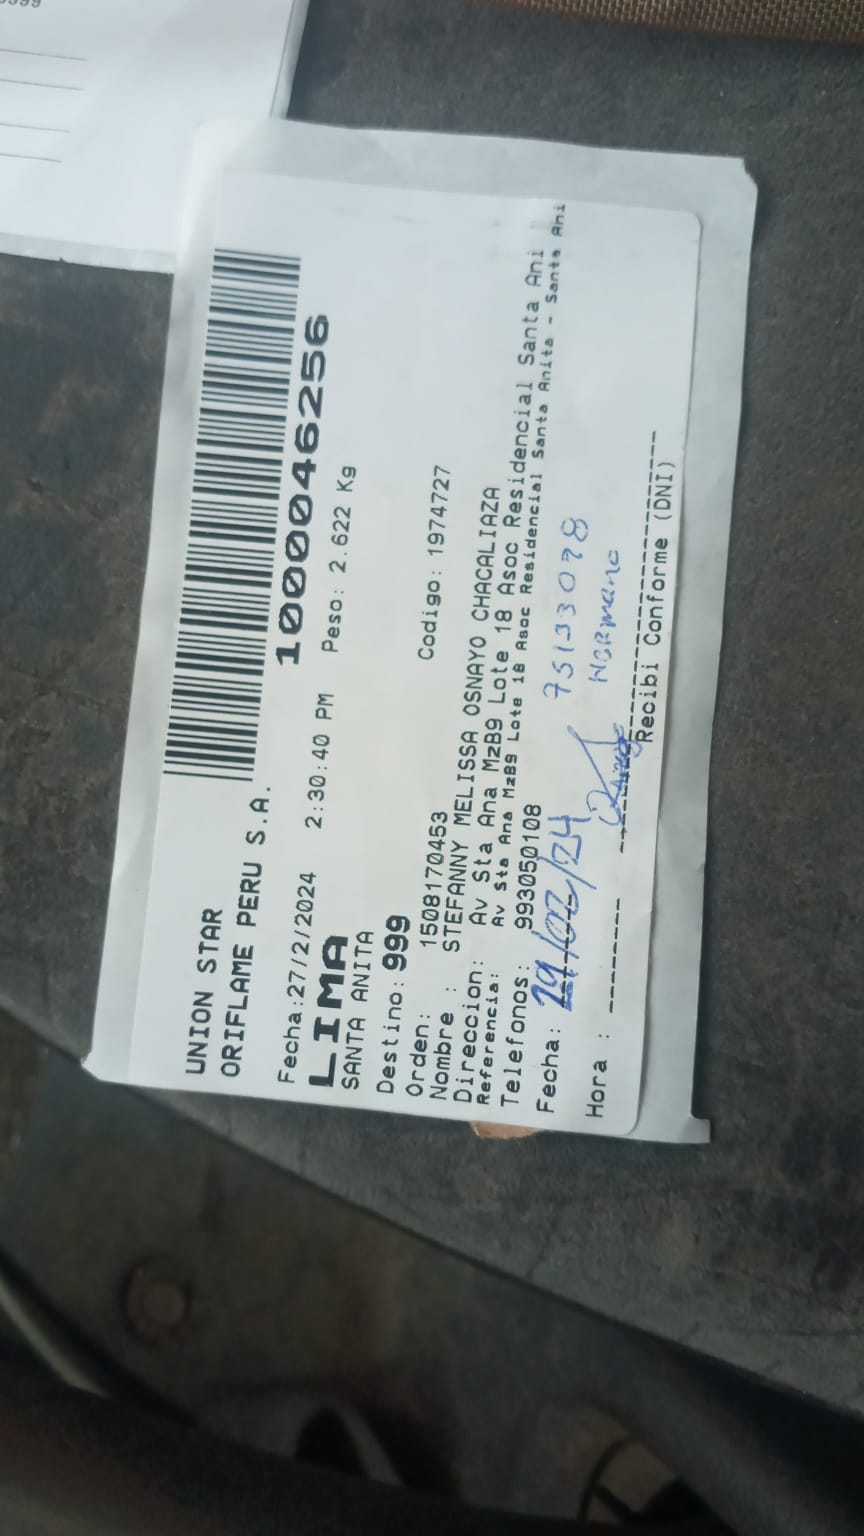 UNION STAR
ORIFLAME PERU S.A.
10000046256
Fecha:27/2/2024 2:30:40 PM Peso: 2.622 Kg
LIMA
SANTA ANITA
Destino: 999
Orden: 1508170453 Codigo: 1974727
Nombre : STEFANNY MELISSA OSNAYO CHACALIAZA
Direccion: Av Sta Ana MzB9 Lote 18 Asoc Residencial Santa Ani
Referencia: Av Sta Ana MzB9 Lote 18 Asoc Residencial Santa Anita - Santa Ani
Telefonos: 993050108
Fecha: 29/02/24 75133078
Hermano
Hora :
Recibi Conforme (DNI)